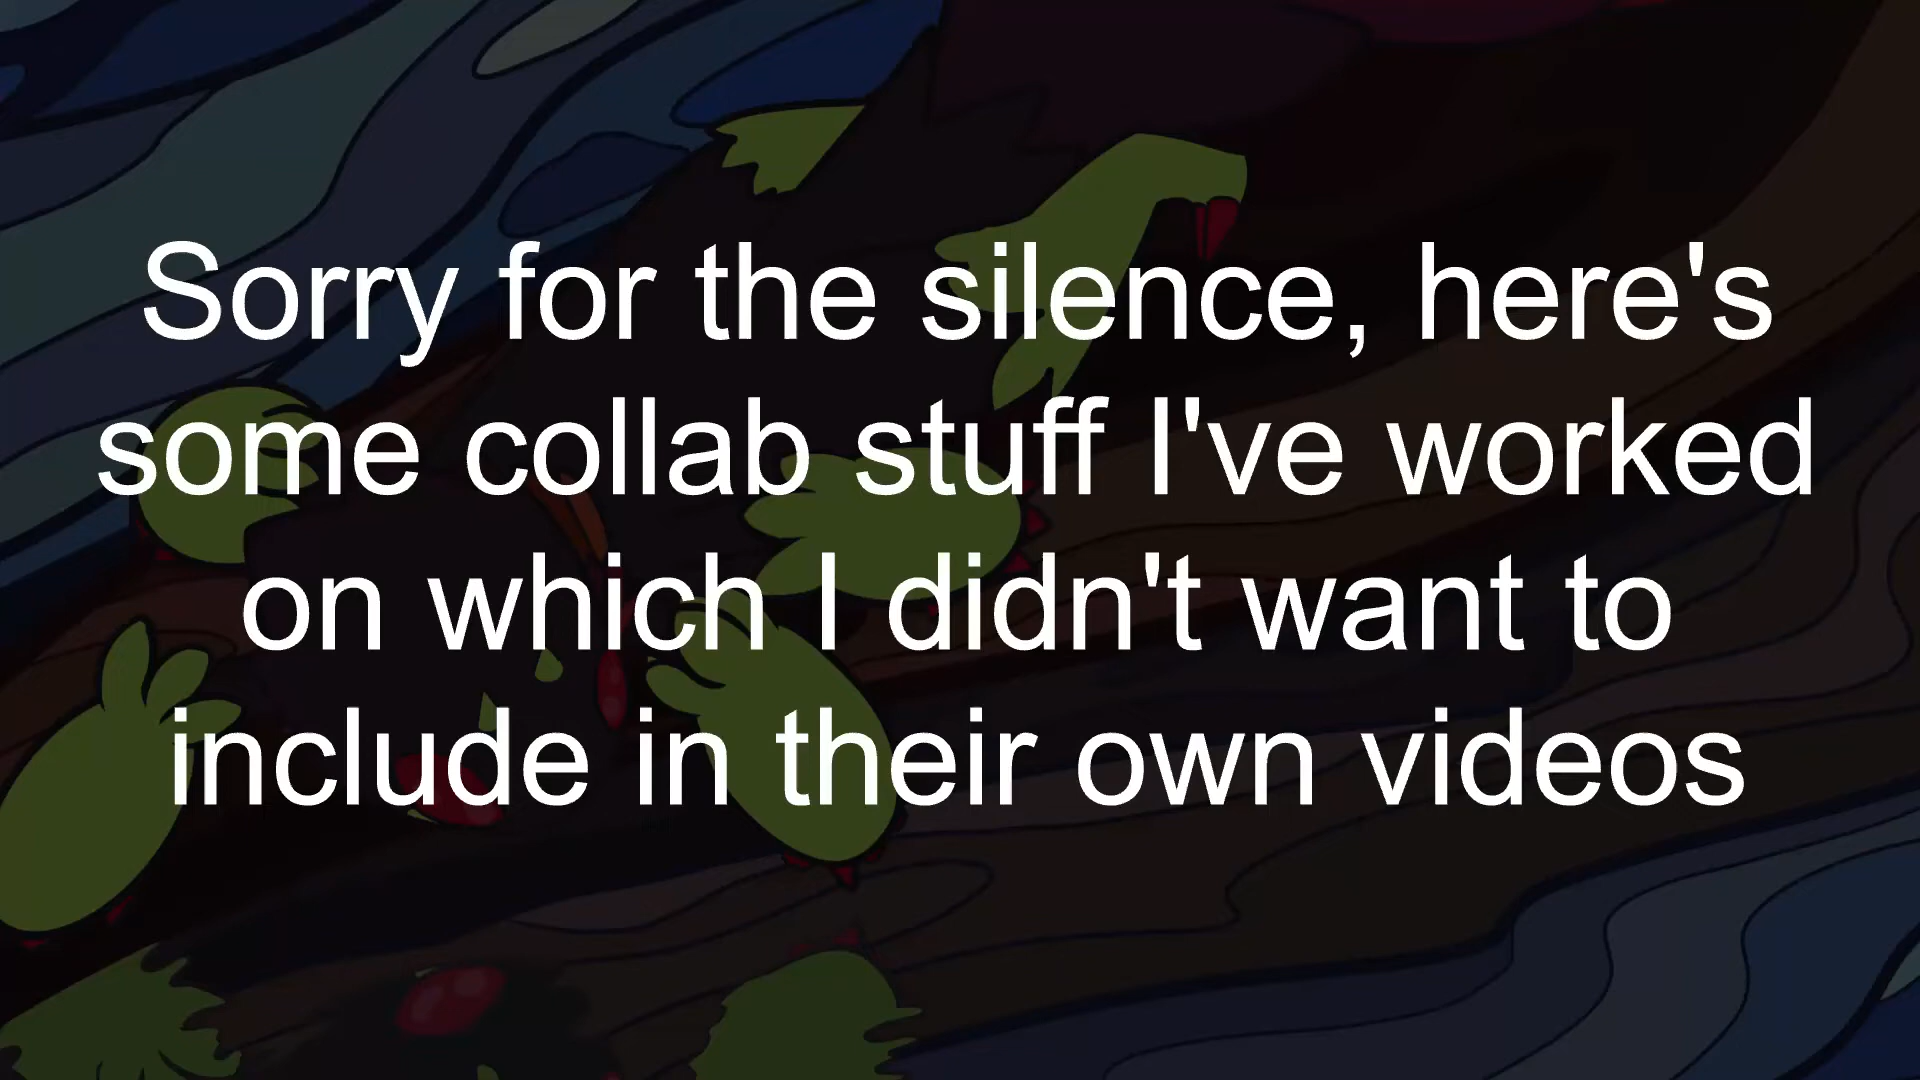 Sorry for the silence, here's
some collab stuff I've worked
on which I didn't want to
include in their own videos